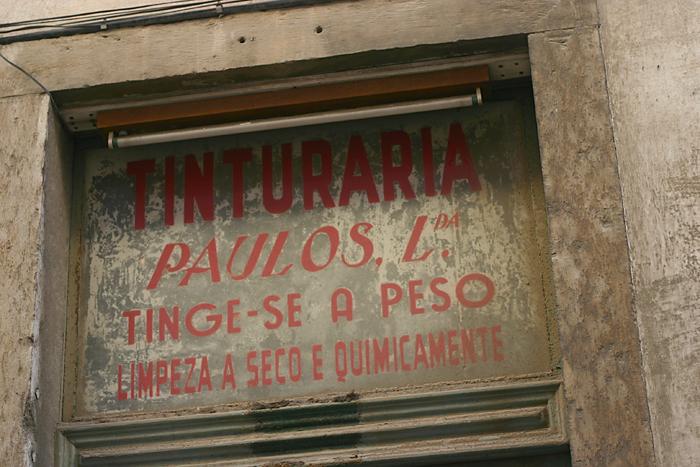 TINTURARIA
PAULOS, L.DA
TINGE-SE A PESO
LIMPEZA A SECO E QUIMICAMENTE